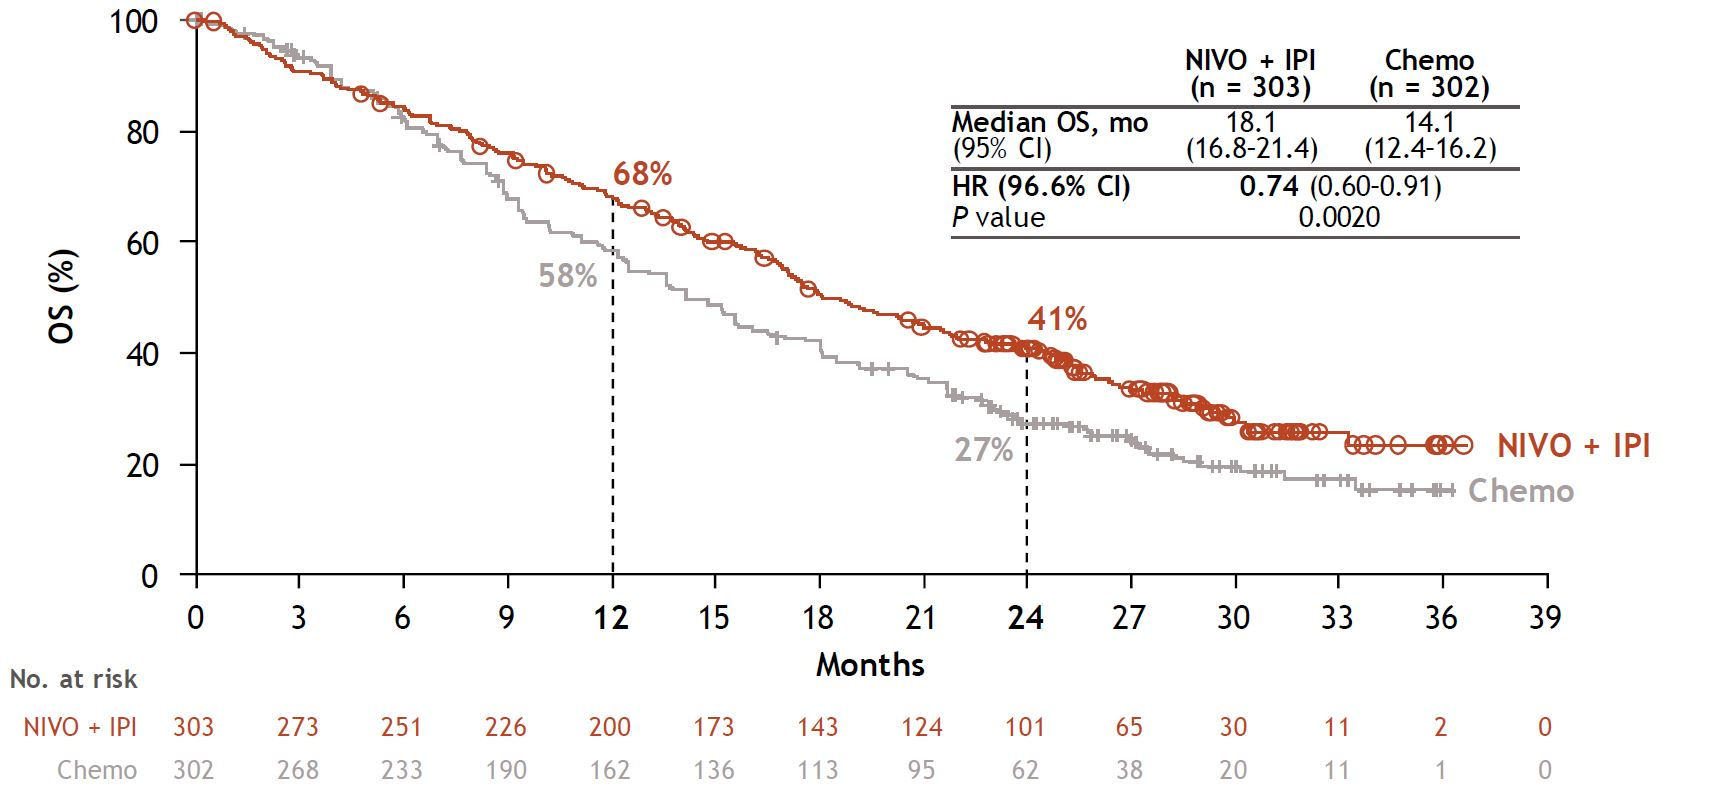 100
80
60
40
20
0
OS (%)
NIVO + IPI Chemo
(n = 303) (n = 302)
Median OS, mo 18.1 14.1
(95% CI) (16.8-21.4) (12.4-16.2)
HR (96.6% CI) 0.74 (0.60-0.91)
P value 0.0020
68%
58%
41%
27%
NIVO + IPI
Chemo
0 3 6 9 12 15 18 21 24 27 30 33 36 39
Months
No. at risk
NIVO + IPI 303 273 251 226 200 173 143 124 101 65 30 11 2 0
Chemo 302 268 233 190 162 136 113 95 62 38 20 11 1 0